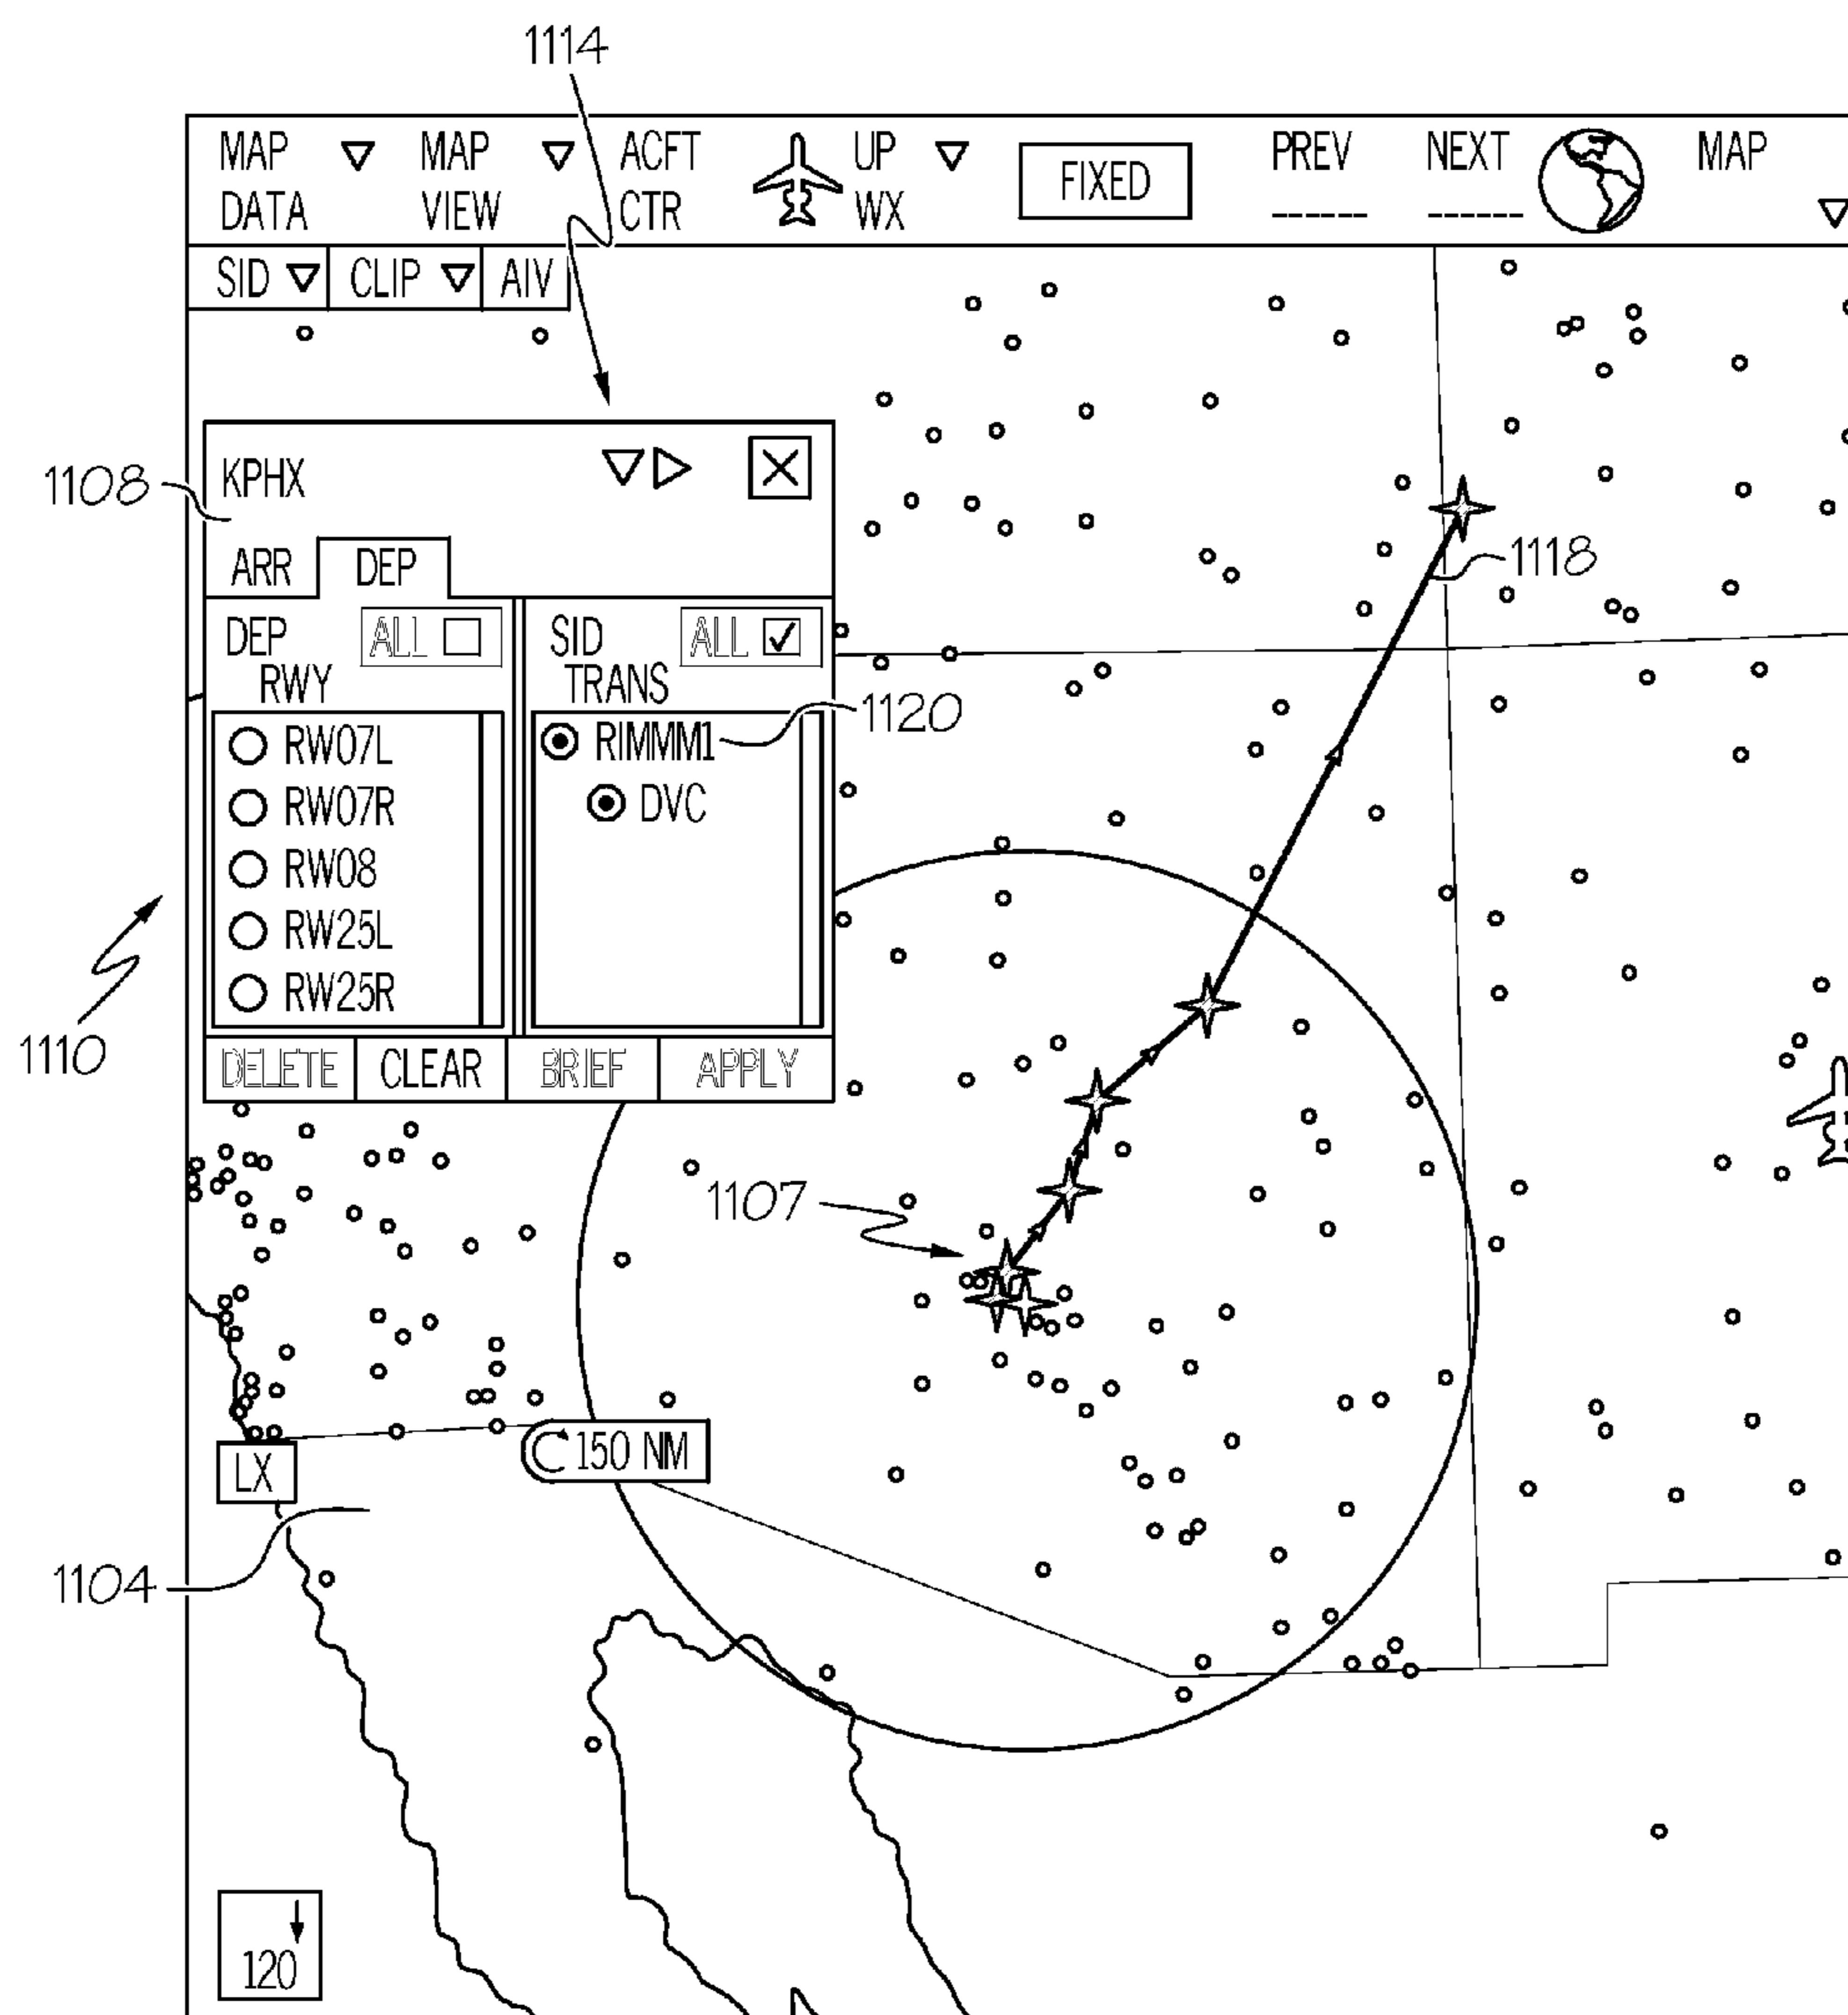 1114
MAP DATA
MAP VIEW
ACFT CTR
UP WX
FIXED
PREV
------
NEXT
------
MAP
SID
CLIP
AIV
1108
KPHX
ARR
DEP
DEP RWY
ALL
SID TRANS
ALL
1118
1120
RW07L
RW07R
RW08
RW25L
RW25R
RIMMM1
DVC
1110
DELETE
CLEAR
BRIEF
APPLY
1107
150 NM
LX
1104
120